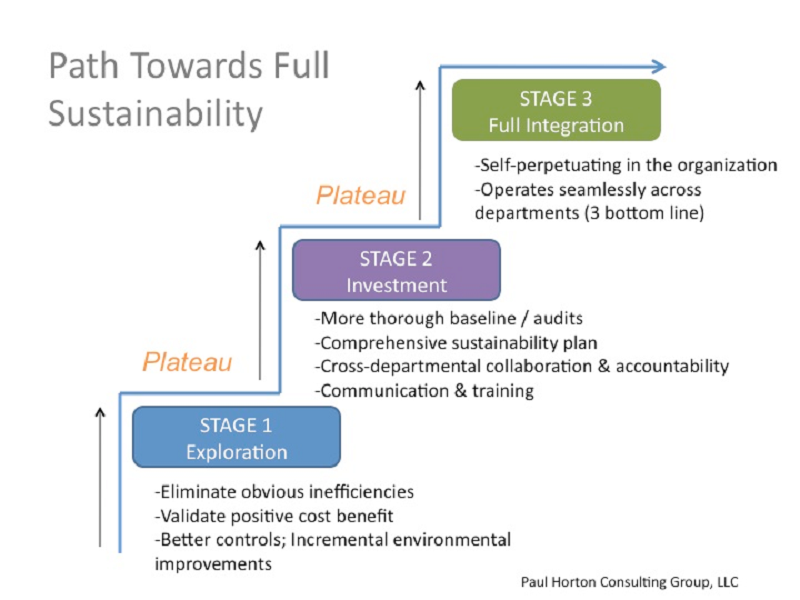 Path Towards Full
Sustainability
STAGE 3
Full Integration
-Self-perpetuating in the organization
-Operates seamlessly across
departments (3 bottom line)
Plateau
STAGE 2
Investment
-More thorough baseline / audits
-Comprehensive sustainability plan
-Cross-departmental collaboration & accountability
-Communication & training
Plateau
STAGE 1
Exploration
-Eliminate obvious inefficiencies
-Validate positive cost benefit
-Better controls; Incremental environmental
improvements
Paul Horton Consulting Group, LLC